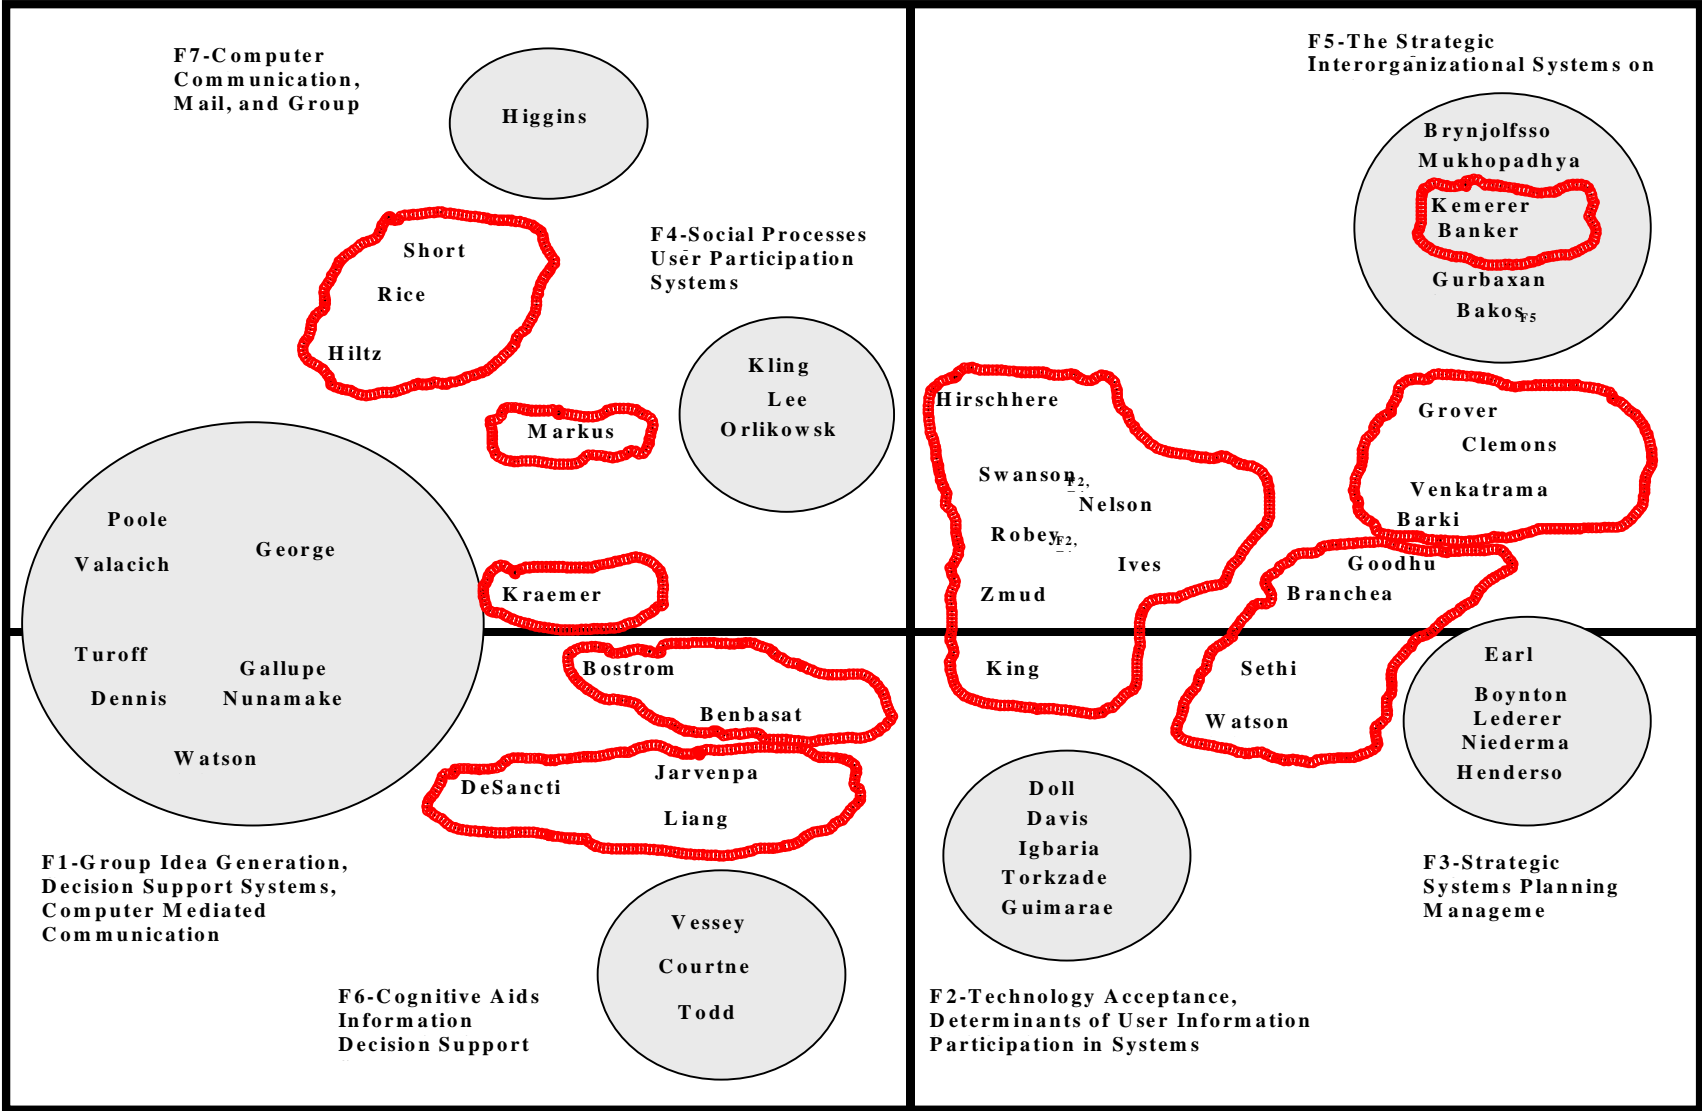 F7-Computer
Communication,
Mail, and Group
Higgins
Short
Rice
Hiltz
F4-Social Processes
User Participation
Systems
Kling
Lee
Orlikowsk
Markus
Poole
Valacich
George
Kraemer
Turoff
Gallupe
Dennis
Nunamake
Watson
Bostrom
Benbasat
DeSancti
Jarvenpa
Liang
F1-Group Idea Generation,
Decision Support Systems,
Computer Mediated
Communication
Vessey
Courtne
Todd
F6-Cognitive Aids
Information
Decision Support
F5-The Strategic
Interorganizational Systems on
Brynjolfsso
Mukhopadhya
Kemerer
Banker
Gurbaxan
Bakos F5
Hirschhere
Swanson F2,
Nelson
Robey F2,
Ives
Zmud
King
Grover
Clemons
Venkatrama
Barki
Goodhu
Branchea
Sethi
Watson
Earl
Boynton
Lederer
Niederma
Henderso
Doll
Davis
Igbaria
Torkzade
Guimarae
F3-Strategic
Systems Planning
Manageme
F2-Technology Acceptance,
Determinants of User Information
Participation in Systems